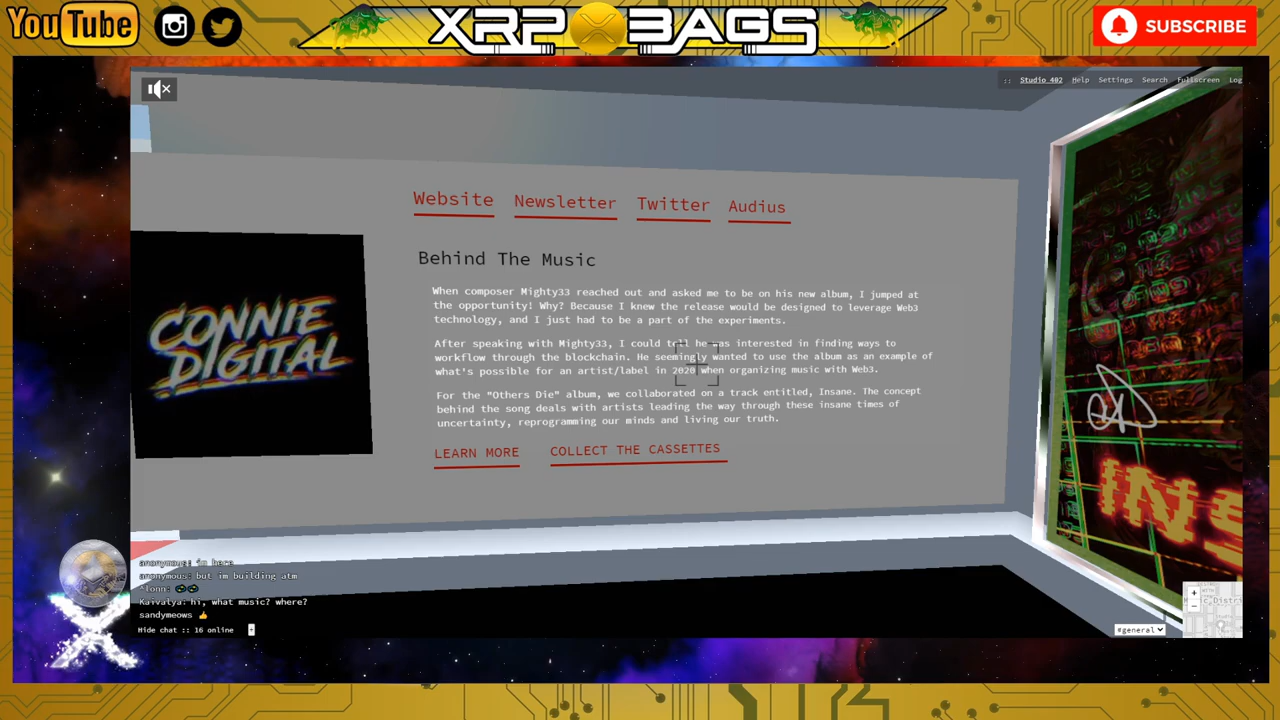 YouTube
XRP BAGS
SUBSCRIBE
:: Studio 402 Help Settings Search Fullscreen Log
Website Newsletter Twitter Audius
CONNIE
DIGITAL
Behind The Music
When composer Mighty33 reached out and asked me to be on his new album, I jumped at
the opportunity! Why? Because I knew the release would be designed to leverage Web3
technology, and I just had to be a part of the experiments.
After speaking with Mighty33, I could tell he was interested in finding ways to
workflow through the blockchain. He seemingly wanted to use the album as an example of
what's possible for an artist/label in 2020 when organizing music with Web3.
For the "Others Die" album, we collaborated on a track entitled, Insane. The concept
behind the song deals with artists leading the way through these insane times of
uncertainty, reprogramming our minds and living our truth.
LEARN MORE COLLECT THE CASSETTES
INS
anonymous: in here
anonymous: but im building atm
Kaivalya: hi, what music? where?
sandymeows 👍
Hide chat :: 16 online +
#general
+
−